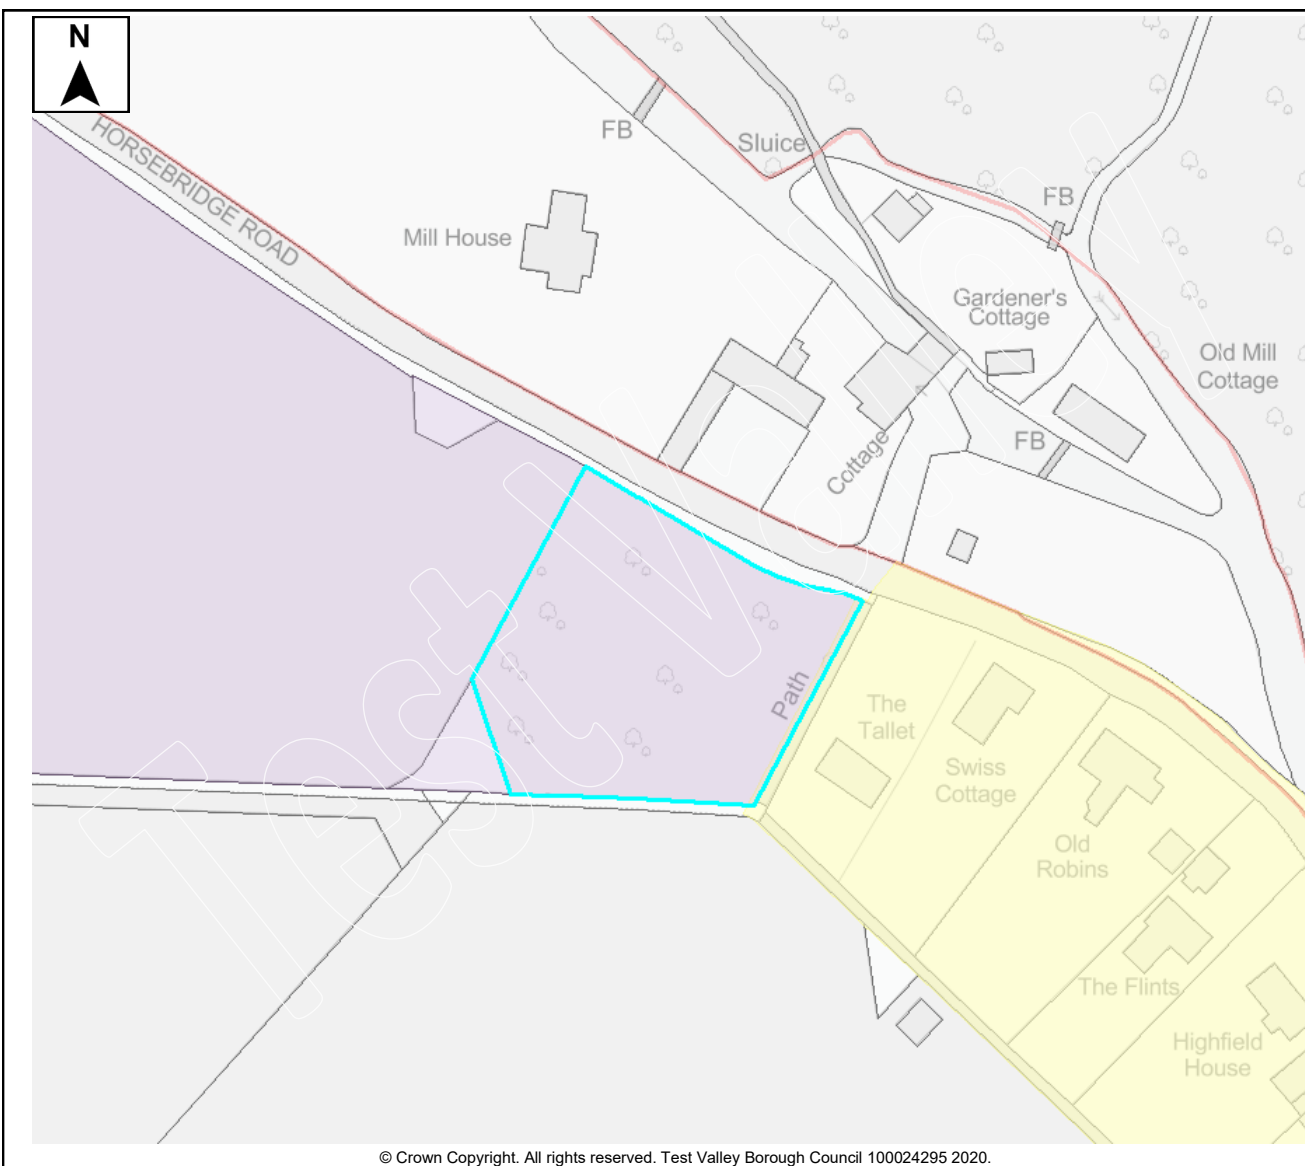 N
HORSEBRIDGE ROAD
FB
Sluice
FB
Mill House
Gardener's
Cottage
Old Mill
Cottage
FB
Cottage
Path
The
Tallet
Swiss
Cottage
Old
Robins
The Flints
Highfield
House
© Crown Copyright. All rights reserved. Test Valley Borough Council 100024295 2020.